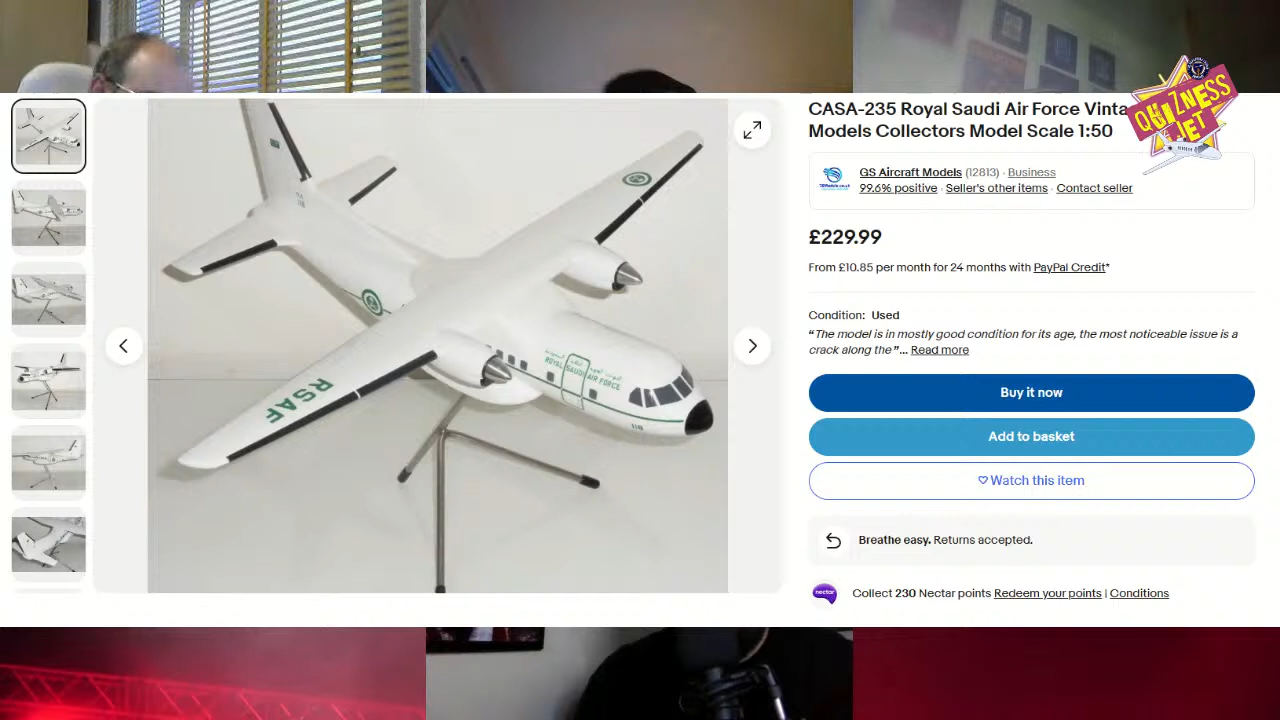 CASA-235 Royal Saudi Air Force Vinta
Models Collectors Model Scale 1:50
QUIZNESS
JET
GS Aircraft Models (12813) · Business
99.6% positive · Seller's other items · Contact seller
£229.99
From £10.85 per month for 24 months with PayPal Credit*
Condition: Used
“The model is in mostly good condition for its age, the most noticeable issue is a
crack along the”... Read more
Buy it now
Add to basket
Watch this item
Breathe easy. Returns accepted.
nectar
Collect 230 Nectar points Redeem your points | Conditions
RSAF
ROYAL SAUDI AIR FORCE
118